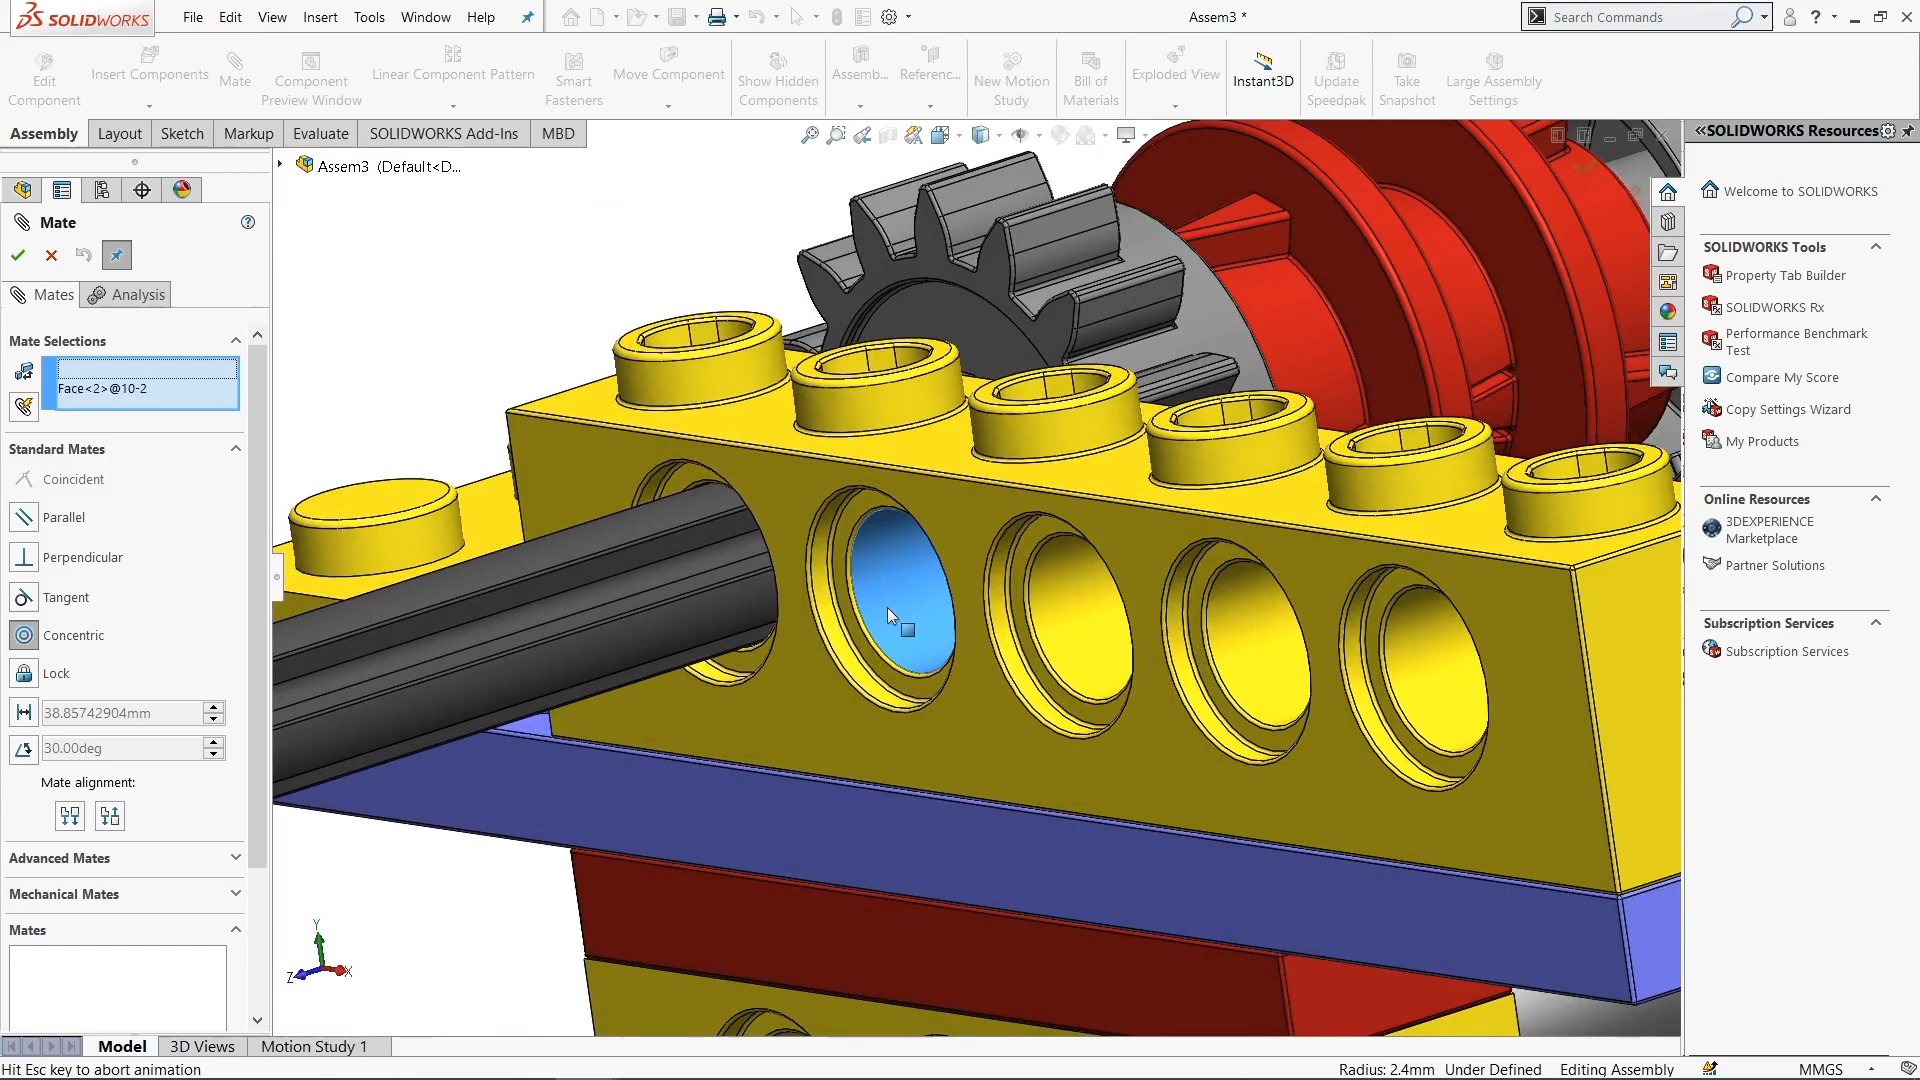 SOLIDWORKS
File Edit View Insert Tools Window Help
Assem3 *
Search Commands
?
Edit Component
Insert Components
Mate
Component Preview Window
Linear Component Pattern
Smart Fasteners
Move Component
Show Hidden Components
Assemb...
Referenc...
New Motion Study
Bill of Materials
Exploded View
Instant3D
Update Speedpak
Take Snapshot
Large Assembly Settings
Assembly Layout Sketch Markup Evaluate SOLIDWORKS Add-Ins MBD
SOLIDWORKS Resources
Assem3 (Default<D...
Mate
Mates Analysis
Mate Selections
Face<2>@10-2
Standard Mates
Coincident
Parallel
Perpendicular
Tangent
Concentric
Lock
38.85742904mm
30.00deg
Mate alignment:
Advanced Mates
Mechanical Mates
Mates
Y
Z
X
Welcome to SOLIDWORKS
SOLIDWORKS Tools
Property Tab Builder
SOLIDWORKS Rx
Performance Benchmark
Test
Compare My Score
Copy Settings Wizard
My Products
Online Resources
3DEXPERIENCE
Marketplace
Partner Solutions
Subscription Services
Subscription Services
Model 3D Views Motion Study 1
Hit Esc key to abort animation
Radius: 2.4mm Under Defined Editing Assembly MMGS